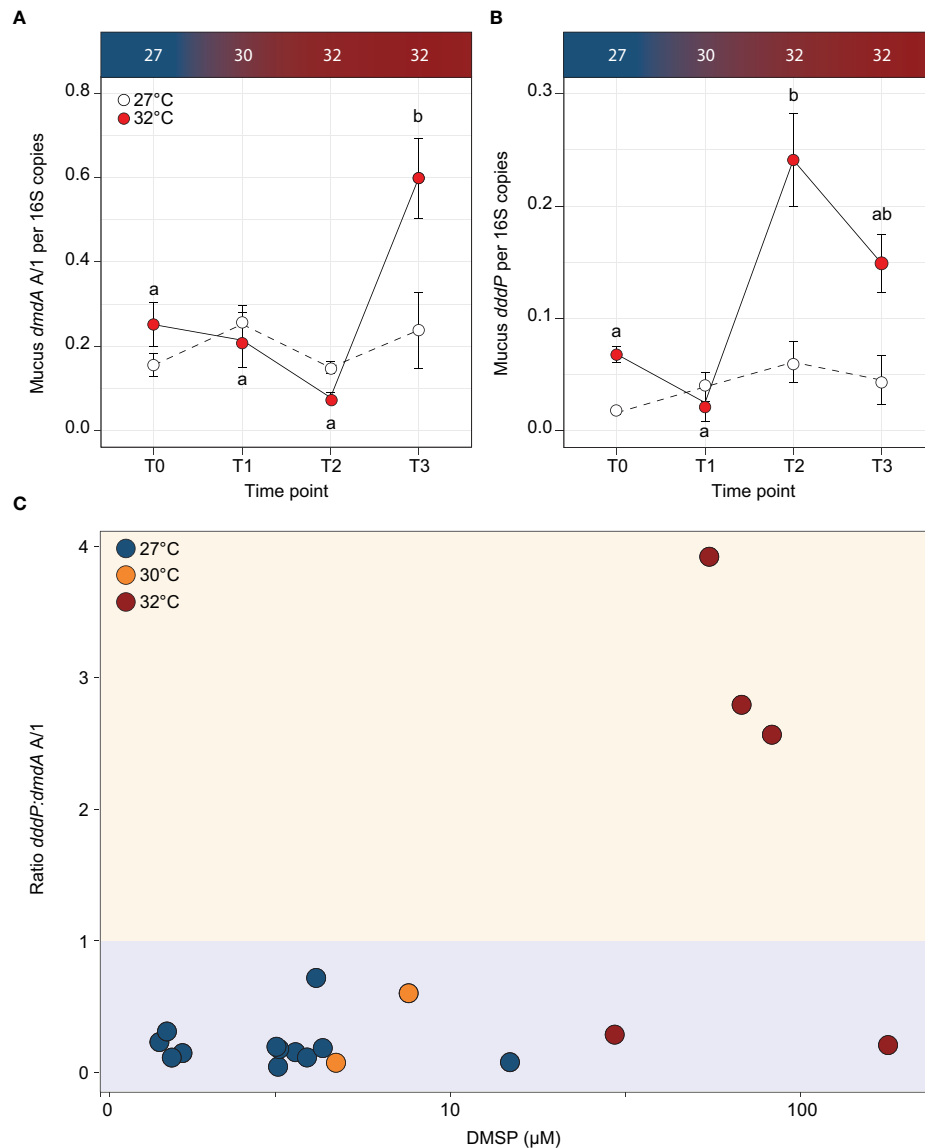 A
27 30 32 32
0.8
0.6
0.4
0.2
0.0
27°C
32°C
a
a
a
b
T0 T1 T2 T3
Time point
Mucus dmdA A/1 per 16S copies
B
27 30 32 32
0.3
0.2
0.1
0.0
a
a
b
ab
T0 T1 T2 T3
Time point
Mucus dddP per 16S copies
C
4
3
2
1
0
27°C
30°C
32°C
0 10 100
DMSP (µM)
Ratio dddP:dmdA A/1